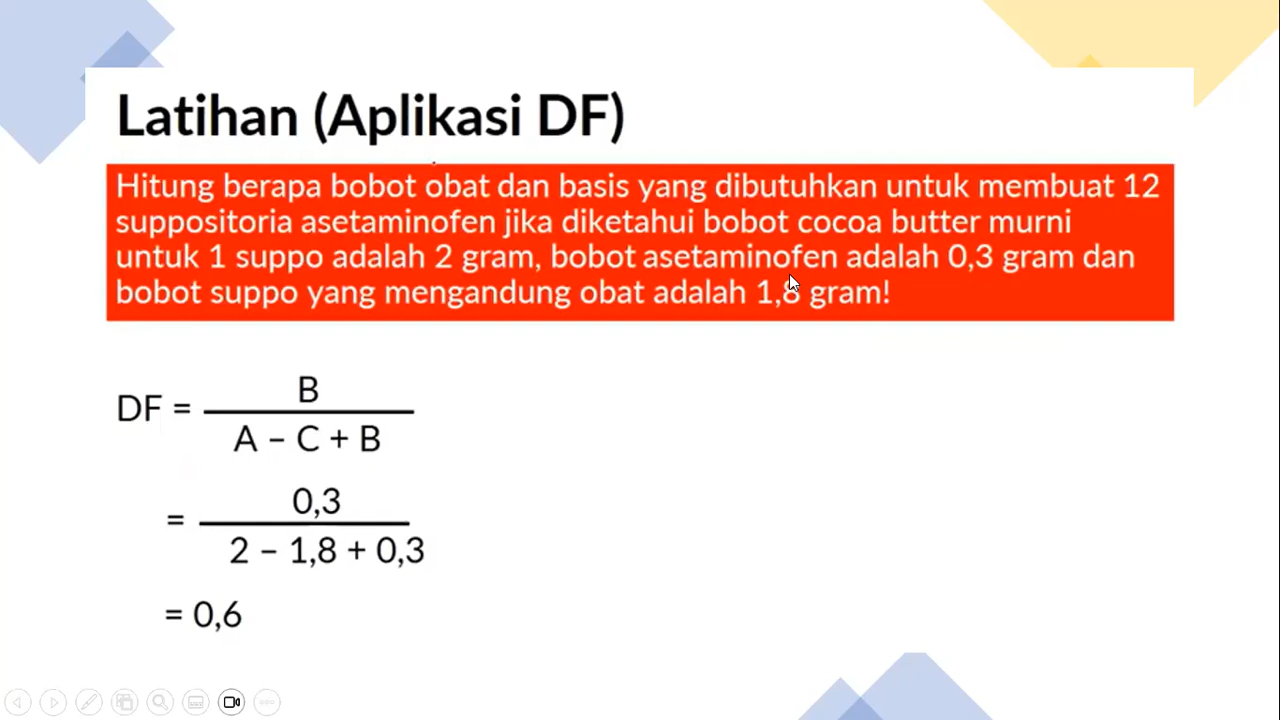 Latihan (Aplikasi DF)
Hitung berapa bobot obat dan basis yang dibutuhkan untuk membuat 12
suppositoria asetaminofen jika diketahui bobot cocoa butter murni
untuk 1 suppo adalah 2 gram, bobot asetaminofen adalah 0,3 gram dan
bobot suppo yang mengandung obat adalah 1,8 gram!
DF =
B
A – C + B
=
0,3
2 – 1,8 + 0,3
= 0,6